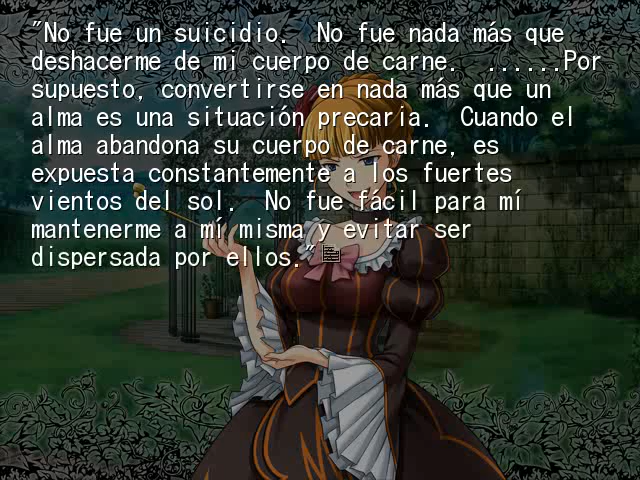 "No fue un suicidio.  No fue nada más que
deshacerme de mi cuerpo de carne.  ......Por
supuesto, convertirse en nada más que un
alma es una situación precaria.  Cuando el
alma abandona su cuerpo de carne, es
expuesta constantemente a los fuertes
vientos del sol.  No fue fácil para mí
mantenerme a mí misma y evitar ser
dispersada por ellos."